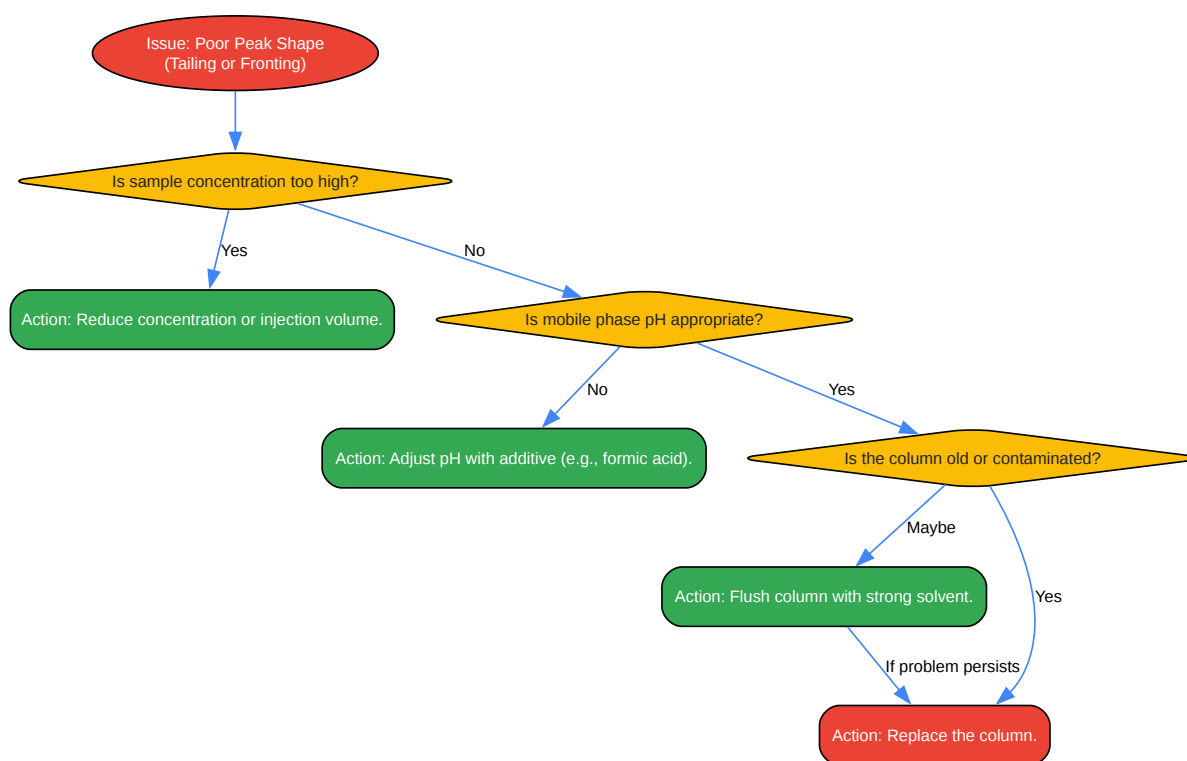 Issue: Poor Peak Shape
(Tailing or Fronting)
Is sample concentration too high?
Yes
No
Action: Reduce concentration or injection volume.
Is mobile phase pH appropriate?
No
Yes
Action: Adjust pH with additive (e.g., formic acid).
Is the column old or contaminated?
Maybe
Action: Flush column with strong solvent.
Yes
If problem persists
Action: Replace the column.